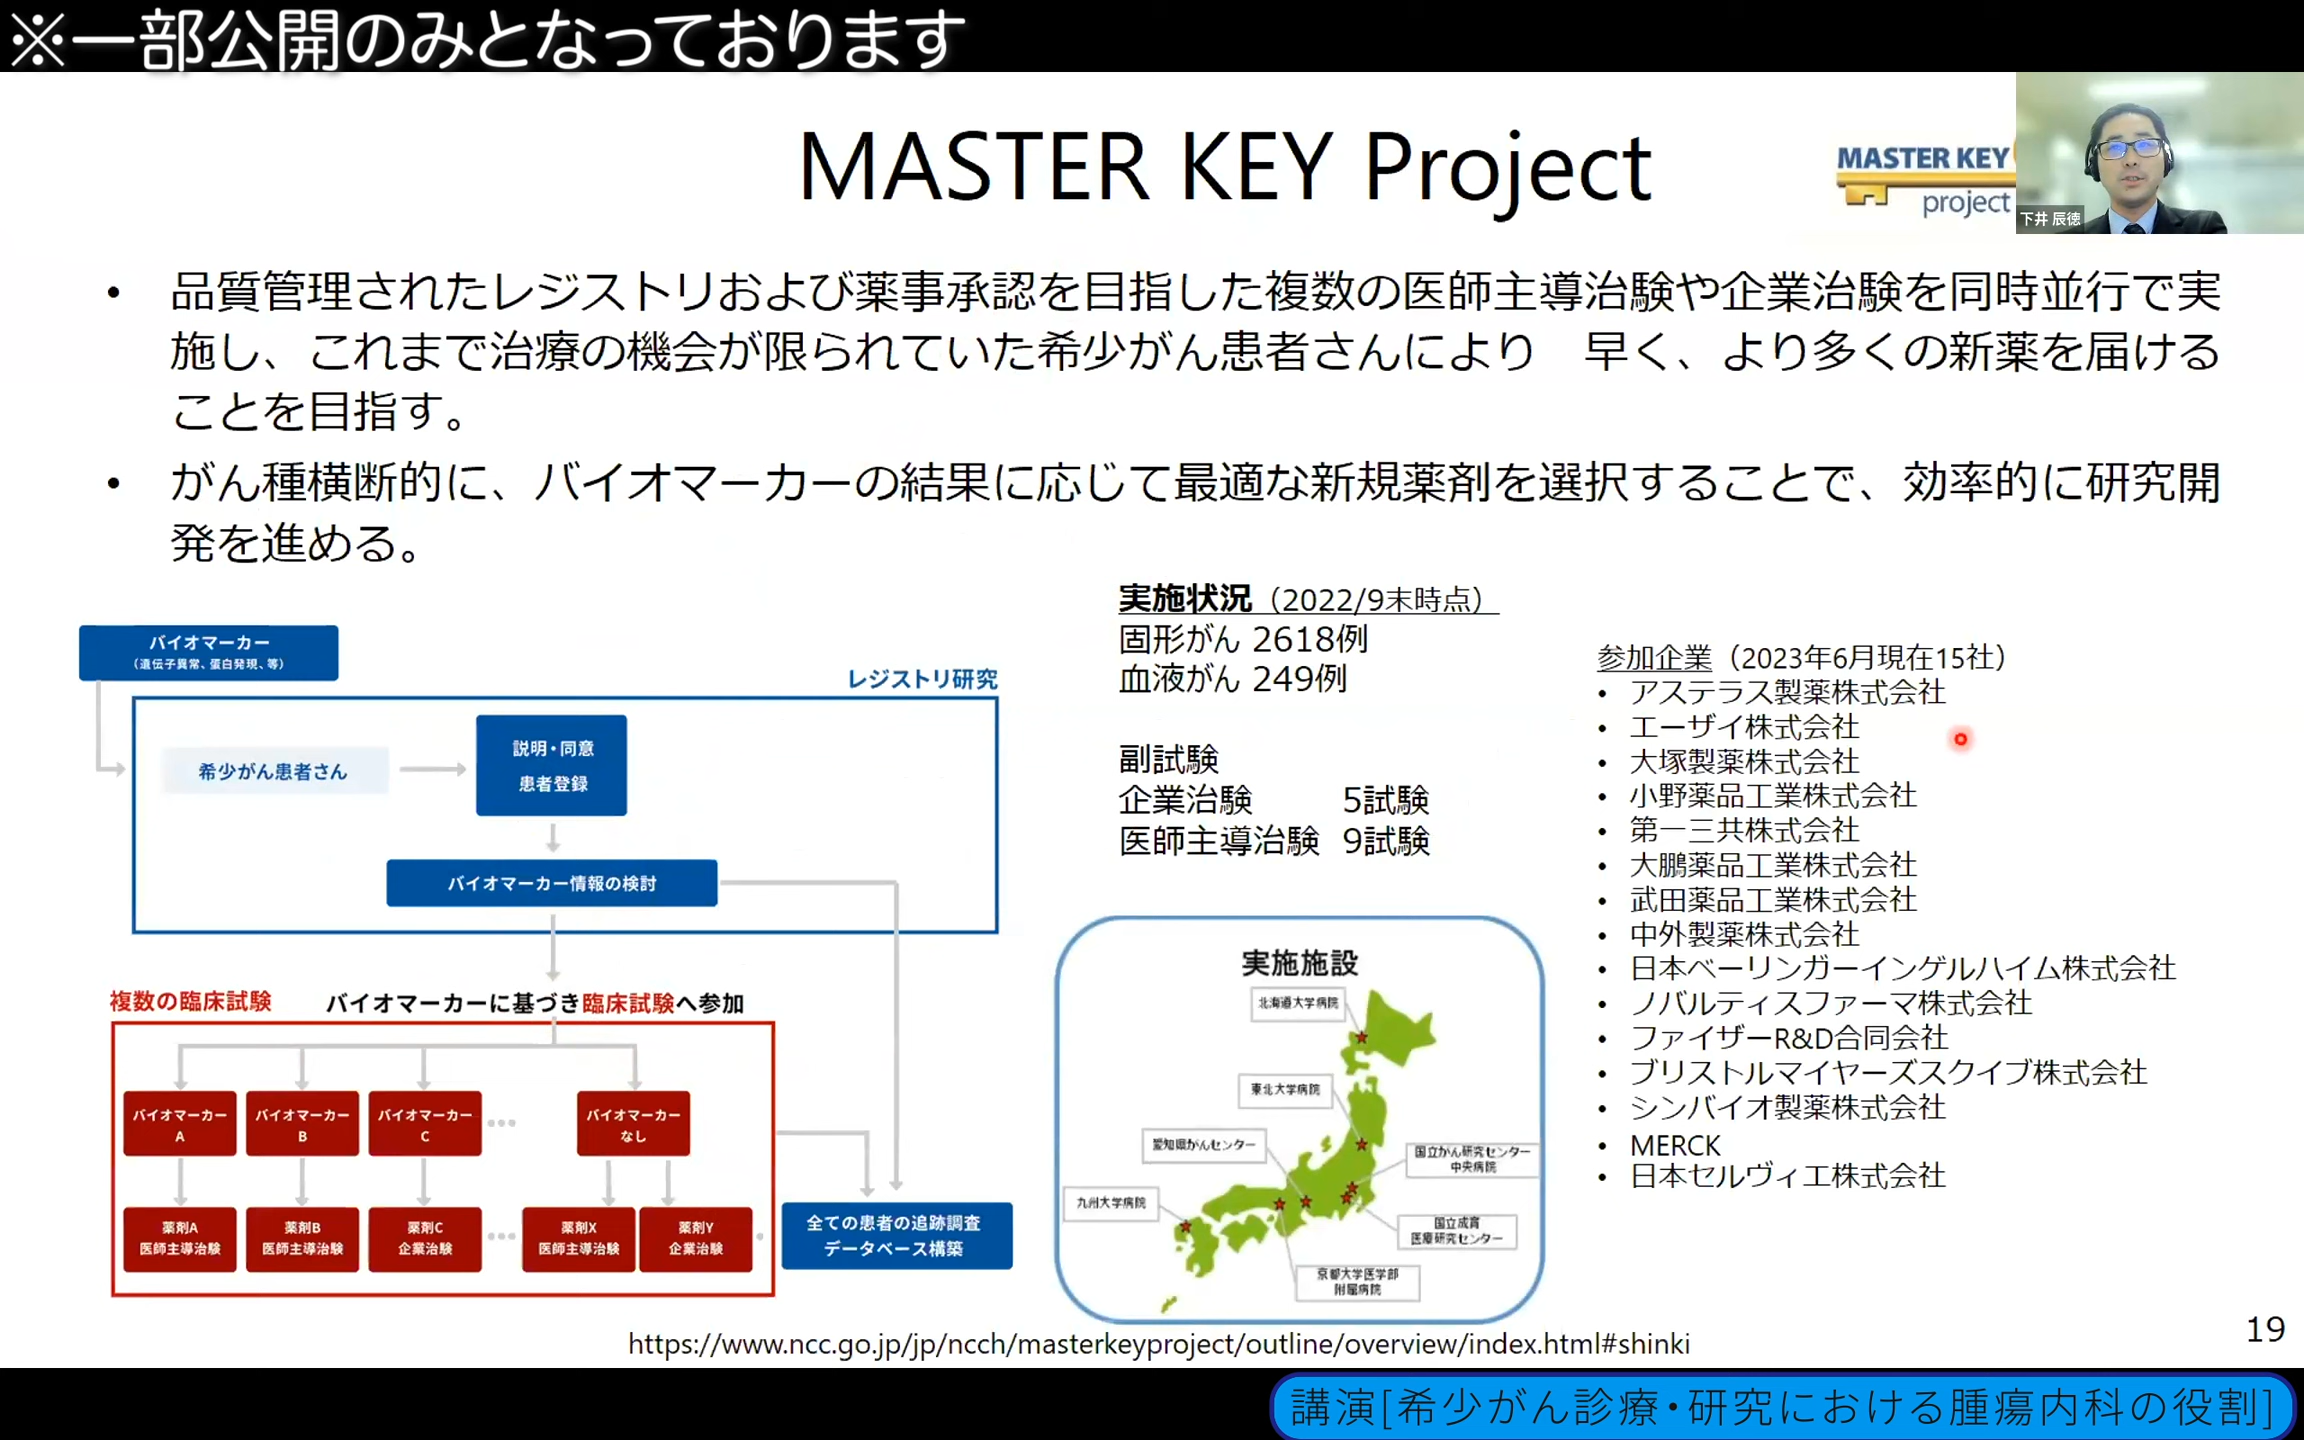 ※一部公開のみとなっております
MASTER KEY Project
MASTER KEY
project
下井 辰徳
• 品質管理されたレジストリおよび薬事承認を目指した複数の医師主導治験や企業治験を同時並行で実
施し、これまで治療の機会が限られていた希少がん患者さんにより　早く、より多くの新薬を届ける
ことを目指す。
• がん種横断的に、バイオマーカーの結果に応じて最適な新規薬剤を選択することで、効率的に研究開
発を進める。
バイオマーカー
（遺伝子異常、蛋白発現、等）
レジストリ研究
希少がん患者さん
説明・同意
患者登録
バイオマーカー情報の検討
複数の臨床試験
バイオマーカーに基づき臨床試験へ参加
バイオマーカー
A
バイオマーカー
B
バイオマーカー
C
バイオマーカー
なし
薬剤A
医師主導治験
薬剤B
医師主導治験
薬剤C
企業治験
薬剤X
医師主導治験
薬剤Y
企業治験
全ての患者の追跡調査
データベース構築
実施状況（2022/9末時点）
固形がん 2618例
血液がん 249例
副試験
企業治験 5試験
医師主導治験 9試験
実施施設
北海道大学病院
東北大学病院
愛知県がんセンター
国立がん研究センター
中央病院
九州大学病院
国立成育
医療研究センター
京都大学医学部
附属病院
参加企業（2023年6月現在15社）
• アステラス製薬株式会社
• エーザイ株式会社
• 大塚製薬株式会社
• 小野薬品工業株式会社
• 第一三共株式会社
• 大鵬薬品工業株式会社
• 武田薬品工業株式会社
• 中外製薬株式会社
• 日本ベーリンガーインゲルハイム株式会社
• ノバルティスファーマ株式会社
• ファイザーR&D合同会社
• ブリストルマイヤーズスクイブ株式会社
• シンバイオ製薬株式会社
• MERCK
• 日本セルヴィエ株式会社
https://www.ncc.go.jp/jp/ncch/masterkeyproject/outline/overview/index.html#shinki
19
講演[希少がん診療・研究における腫瘍内科の役割]